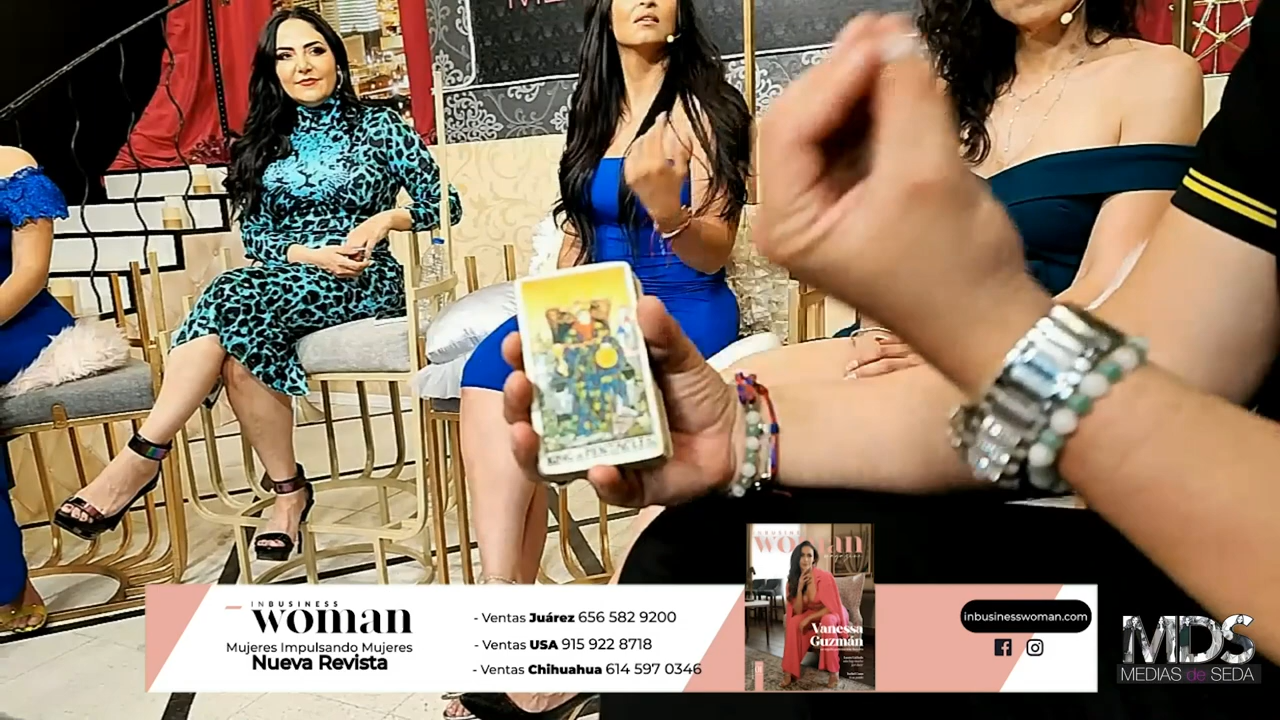 KING of PENTACLES
INBUSINESS
woman
Mujeres Impulsando Mujeres
Nueva Revista
- Ventas Juárez 656 582 9200
- Ventas USA 915 922 8718
- Ventas Chihuahua 614 597 0346
woman
Vanessa
Guzmán
inbusinesswoman.com
MDS
MEDIAS de SEDA